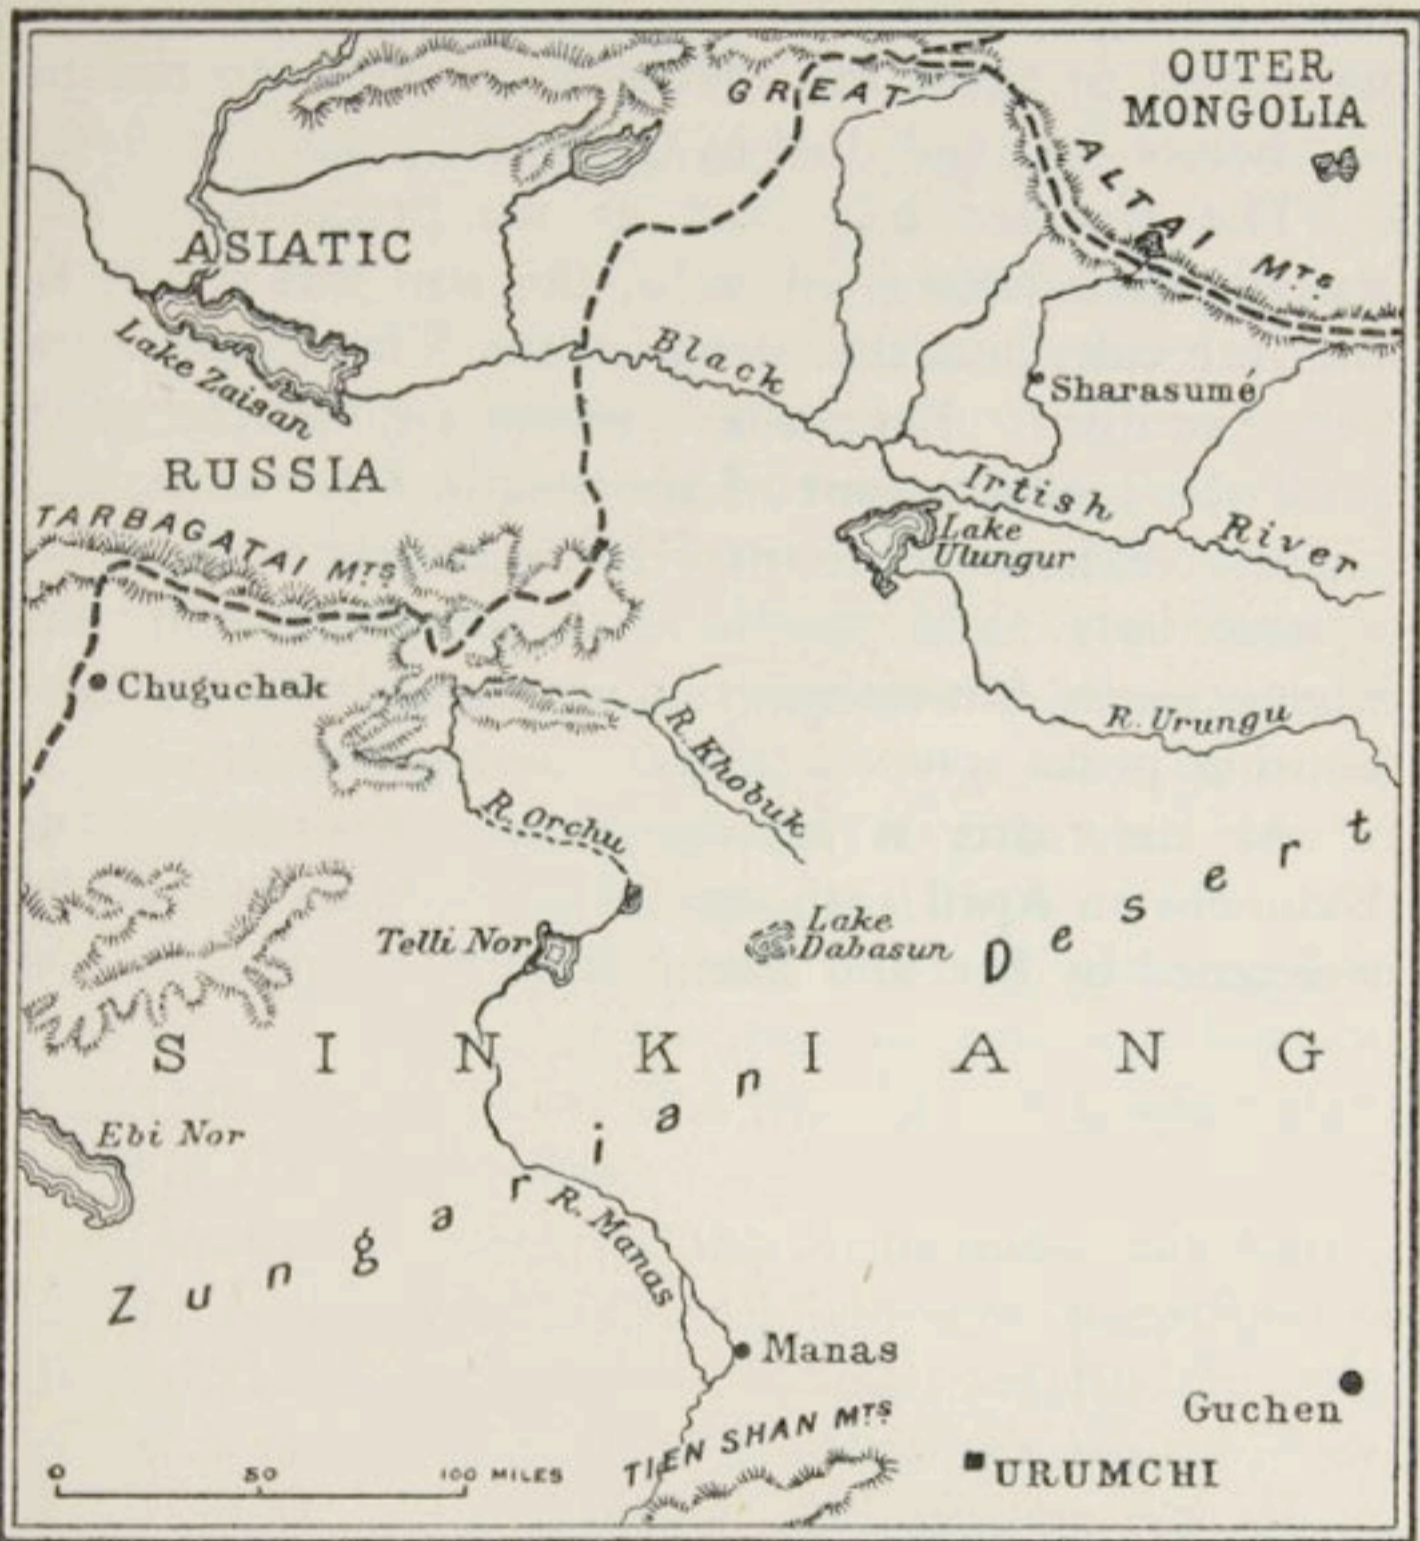 OUTER
MONGOLIA
GREAT
ALTAI MTS
ASIATIC
Lake Zaisan
Black
Sharasumé
RUSSIA
Irtish
River
TARBAGATAI MTS
Lake
Ulungur
Chuguchak
R. Urungu
R. Khobuk
R. Orchu
Lake
Dabasun
Telli Nor
Desert
SINKIANG
Ebi Nor
Zungarian
R. Manas
Manas
Guchen
TIEN SHAN MTS
URUMCHI
0 50 100 MILES